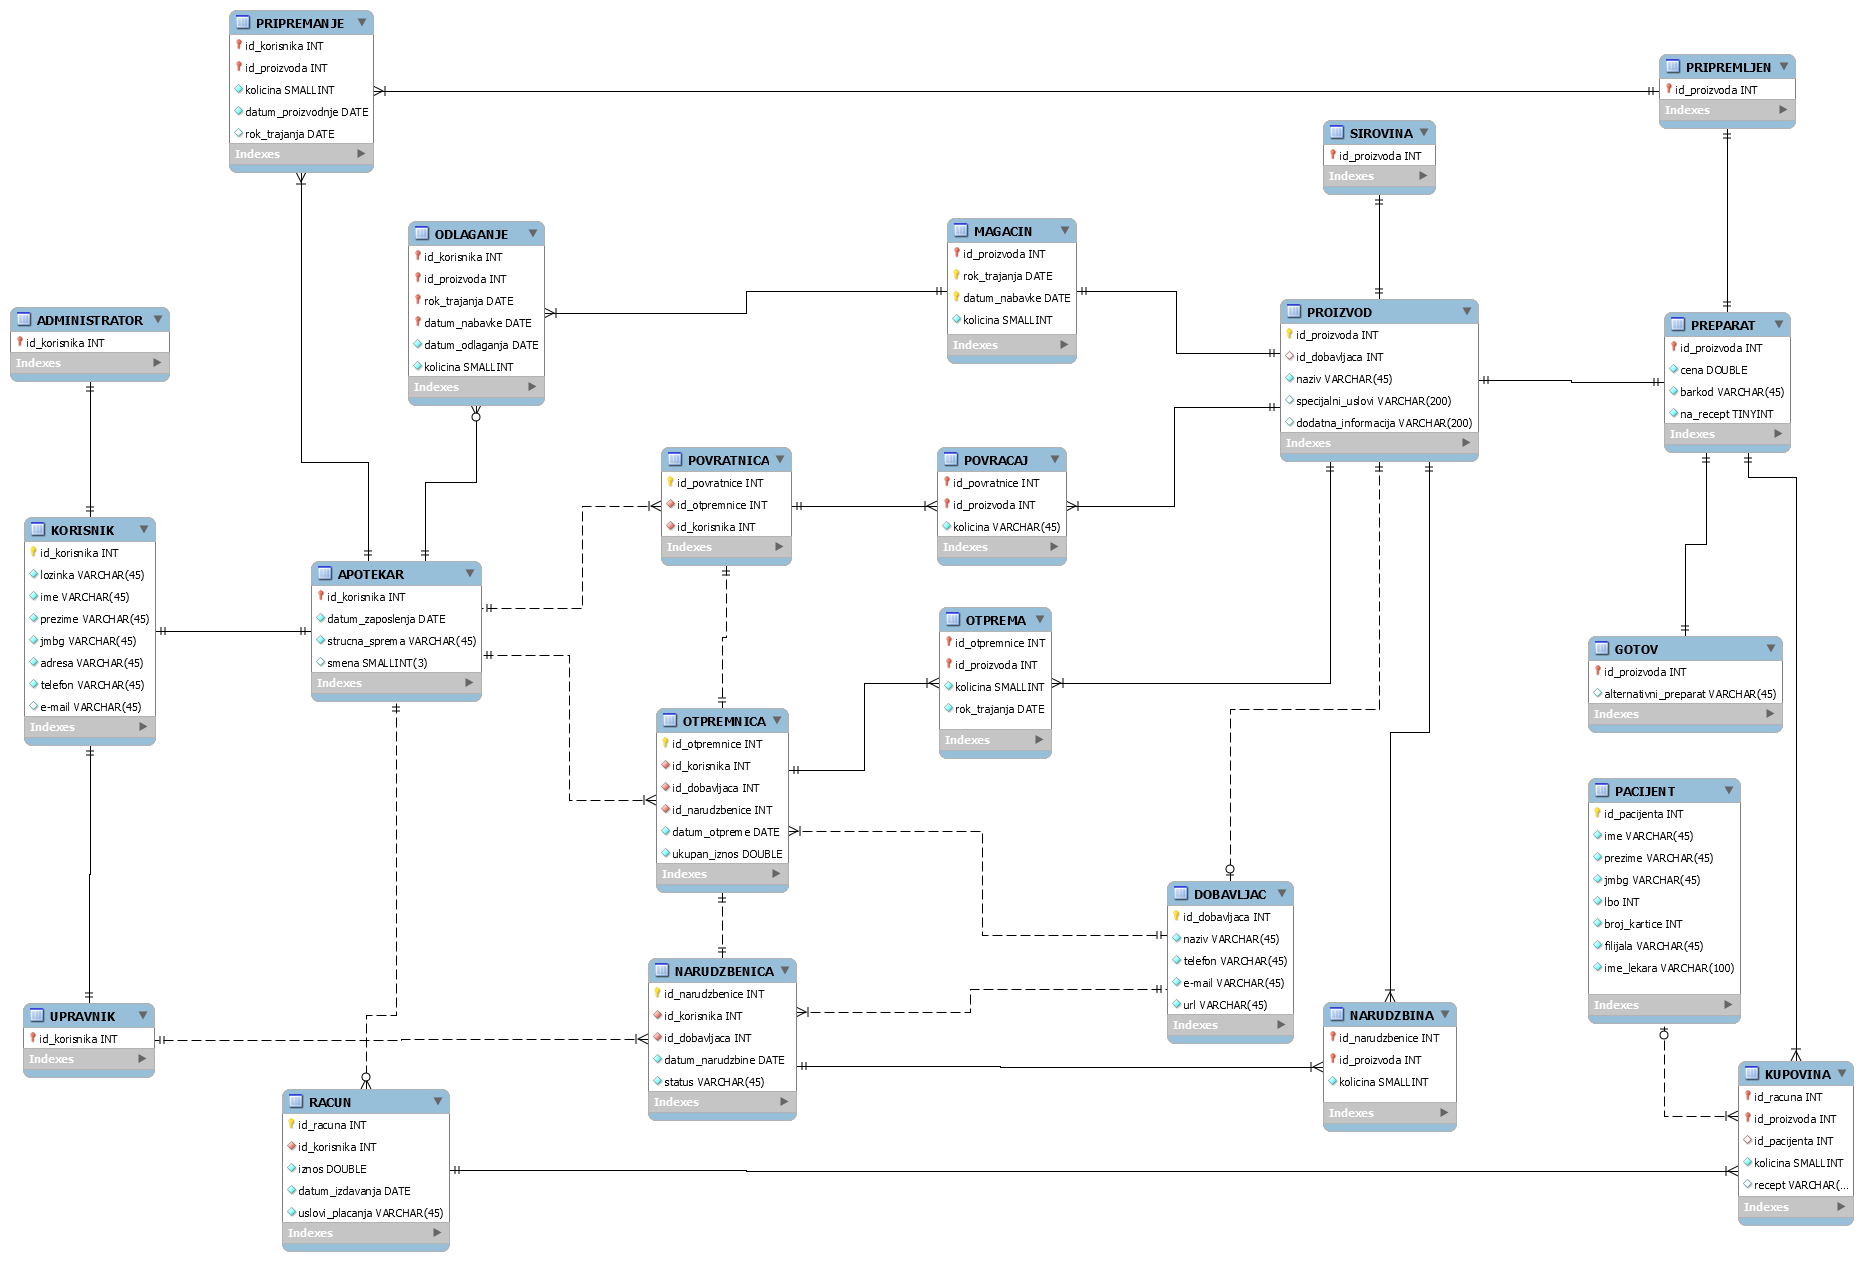 PRIPREMANJE
id_korisnika INT
id_proizvoda INT
kolicina SMALLINT
datum_proizvodnje DATE
rok_trajanja DATE
Indexes
PRIPREMLJEN
id_proizvoda INT
Indexes
SIROVINA
id_proizvoda INT
Indexes
ODLAGANJE
id_korisnika INT
id_proizvoda INT
rok_trajanja DATE
datum_nabavke DATE
datum_odlaganja DATE
kolicina SMALLINT
Indexes
MAGACIN
id_proizvoda INT
rok_trajanja DATE
datum_nabavke DATE
kolicina SMALLINT
Indexes
ADMINISTRATOR
id_korisnika INT
Indexes
PROIZVOD
id_proizvoda INT
id_dobavljaca INT
naziv VARCHAR(45)
specijalni_uslovi VARCHAR(200)
dodatna_informacija VARCHAR(200)
Indexes
PREPARAT
id_proizvoda INT
cena DOUBLE
barkod VARCHAR(45)
na_recept TINYINT
Indexes
POVRATNICA
id_povratnice INT
id_otpremnice INT
id_korisnika INT
Indexes
POVRACAJ
id_povratnice INT
id_proizvoda INT
kolicina VARCHAR(45)
Indexes
KORISNIK
id_korisnika INT
lozinka VARCHAR(45)
ime VARCHAR(45)
prezime VARCHAR(45)
jmbg VARCHAR(45)
adresa VARCHAR(45)
telefon VARCHAR(45)
e-mail VARCHAR(45)
Indexes
APOTEKAR
id_korisnika INT
datum_zaposlenja DATE
strucna_sprema VARCHAR(45)
smena SMALLINT(3)
Indexes
OTPREMA
id_otpremnice INT
id_proizvoda INT
kolicina SMALLINT
rok_trajanja DATE
Indexes
GOTOV
id_proizvoda INT
alternativni_preparat VARCHAR(45)
Indexes
OTPREMNICA
id_otpremnice INT
id_korisnika INT
id_dobavljaca INT
id_narudzbenice INT
datum_otpreme DATE
ukupan_iznos DOUBLE
Indexes
PACIJENT
id_pacijenta INT
ime VARCHAR(45)
prezime VARCHAR(45)
jmbg VARCHAR(45)
lbo INT
broj_kartice INT
filijala VARCHAR(45)
ime_lekara VARCHAR(100)
Indexes
DOBAVLJAC
id_dobavljaca INT
naziv VARCHAR(45)
telefon VARCHAR(45)
e-mail VARCHAR(45)
url VARCHAR(45)
Indexes
NARUDZBENICA
id_narudzbenice INT
id_korisnika INT
id_dobavljaca INT
datum_narudzbine DATE
status VARCHAR(45)
Indexes
UPRAVNIK
id_korisnika INT
Indexes
NARUDZBINA
id_narudzbenice INT
id_proizvoda INT
kolicina SMALLINT
Indexes
KUPOVINA
id_racuna INT
id_proizvoda INT
id_pacijenta INT
kolicina SMALLINT
recept VARCHAR(...
Indexes
RACUN
id_racuna INT
id_korisnika INT
iznos DOUBLE
datum_izdavanja DATE
uslovi_placanja VARCHAR(45)
Indexes